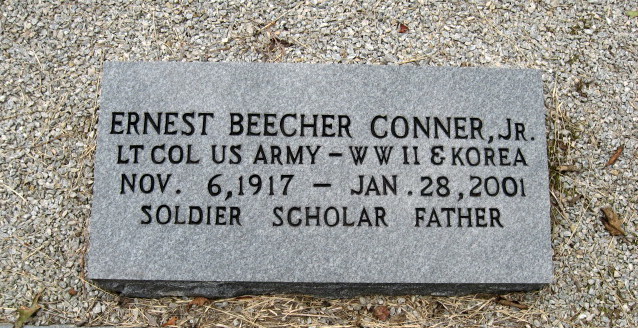 ERNEST BEECHER CONNER, JR.
LT COL US ARMY – WW II & KOREA
NOV. 6, 1917 – JAN. 28, 2001
SOLDIER SCHOLAR FATHER